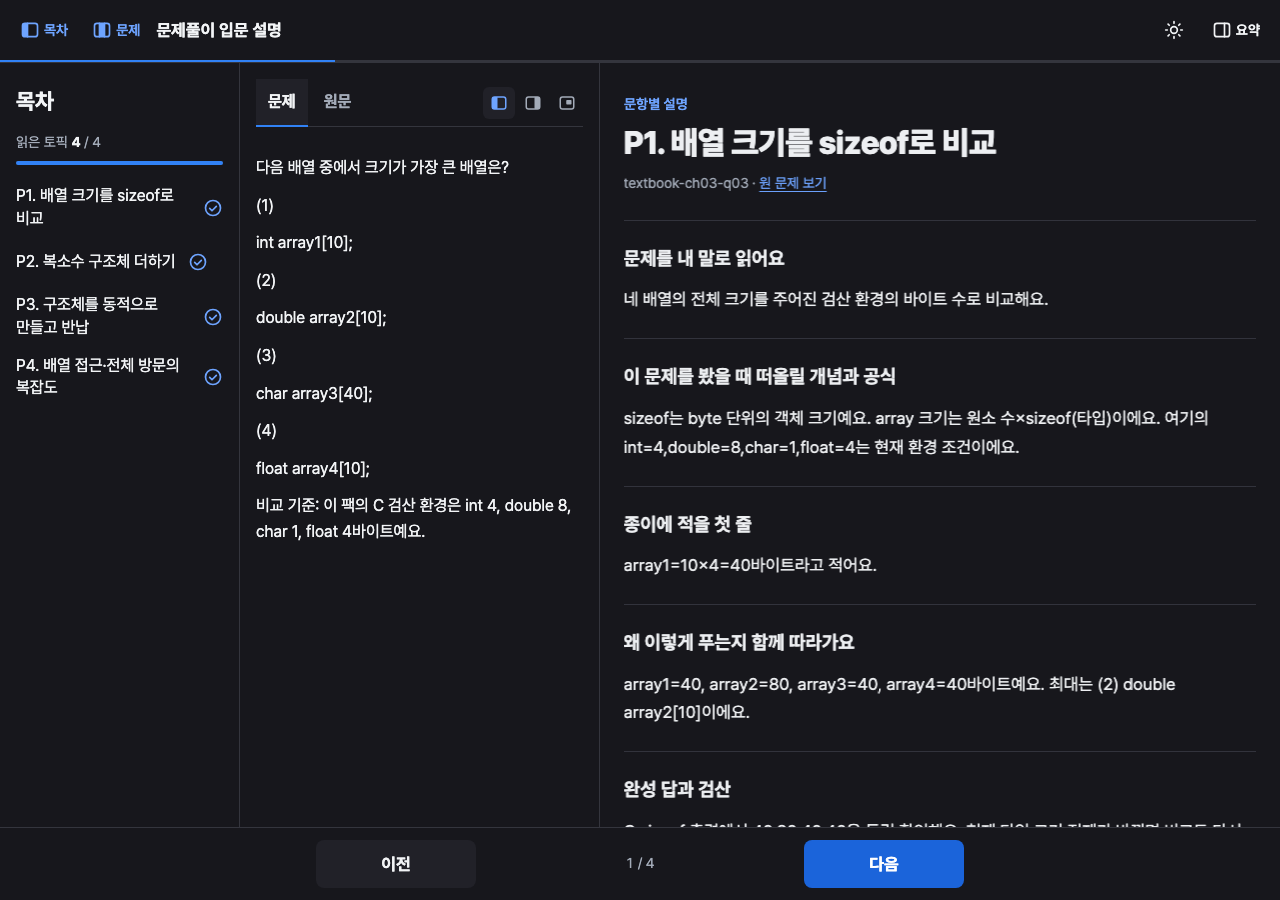 목차
문제
문제풀이 입문 설명
요약
목차
읽은 토픽 4 / 4
P1. 배열 크기를 sizeof로
비교
P2. 복소수 구조체 더하기
P3. 구조체를 동적으로
만들고 반납
P4. 배열 접근·전체 방문의
복잡도
문제
원문
다음 배열 중에서 크기가 가장 큰 배열은?
(1)
int array1[10];
(2)
double array2[10];
(3)
char array3[40];
(4)
float array4[10];
비교 기준: 이 팩의 C 검산 환경은 int 4, double 8,
char 1, float 4바이트예요.
문항별 설명
P1. 배열 크기를 sizeof로 비교
textbook-ch03-q03 · 원 문제 보기
문제를 내 말로 읽어요
네 배열의 전체 크기를 주어진 검산 환경의 바이트 수로 비교해요.
이 문제를 봤을 때 떠올릴 개념과 공식
sizeof는 byte 단위의 객체 크기예요. array 크기는 원소 수×sizeof(타입)이에요. 여기의
int=4,double=8,char=1,float=4는 현재 환경 조건이에요.
종이에 적을 첫 줄
array1=10×4=40바이트라고 적어요.
왜 이렇게 푸는지 함께 따라가요
array1=40, array2=80, array3=40, array4=40바이트예요. 최대는 (2) double
array2[10]이에요.
완성 답과 검산
이전
1 / 4
다음